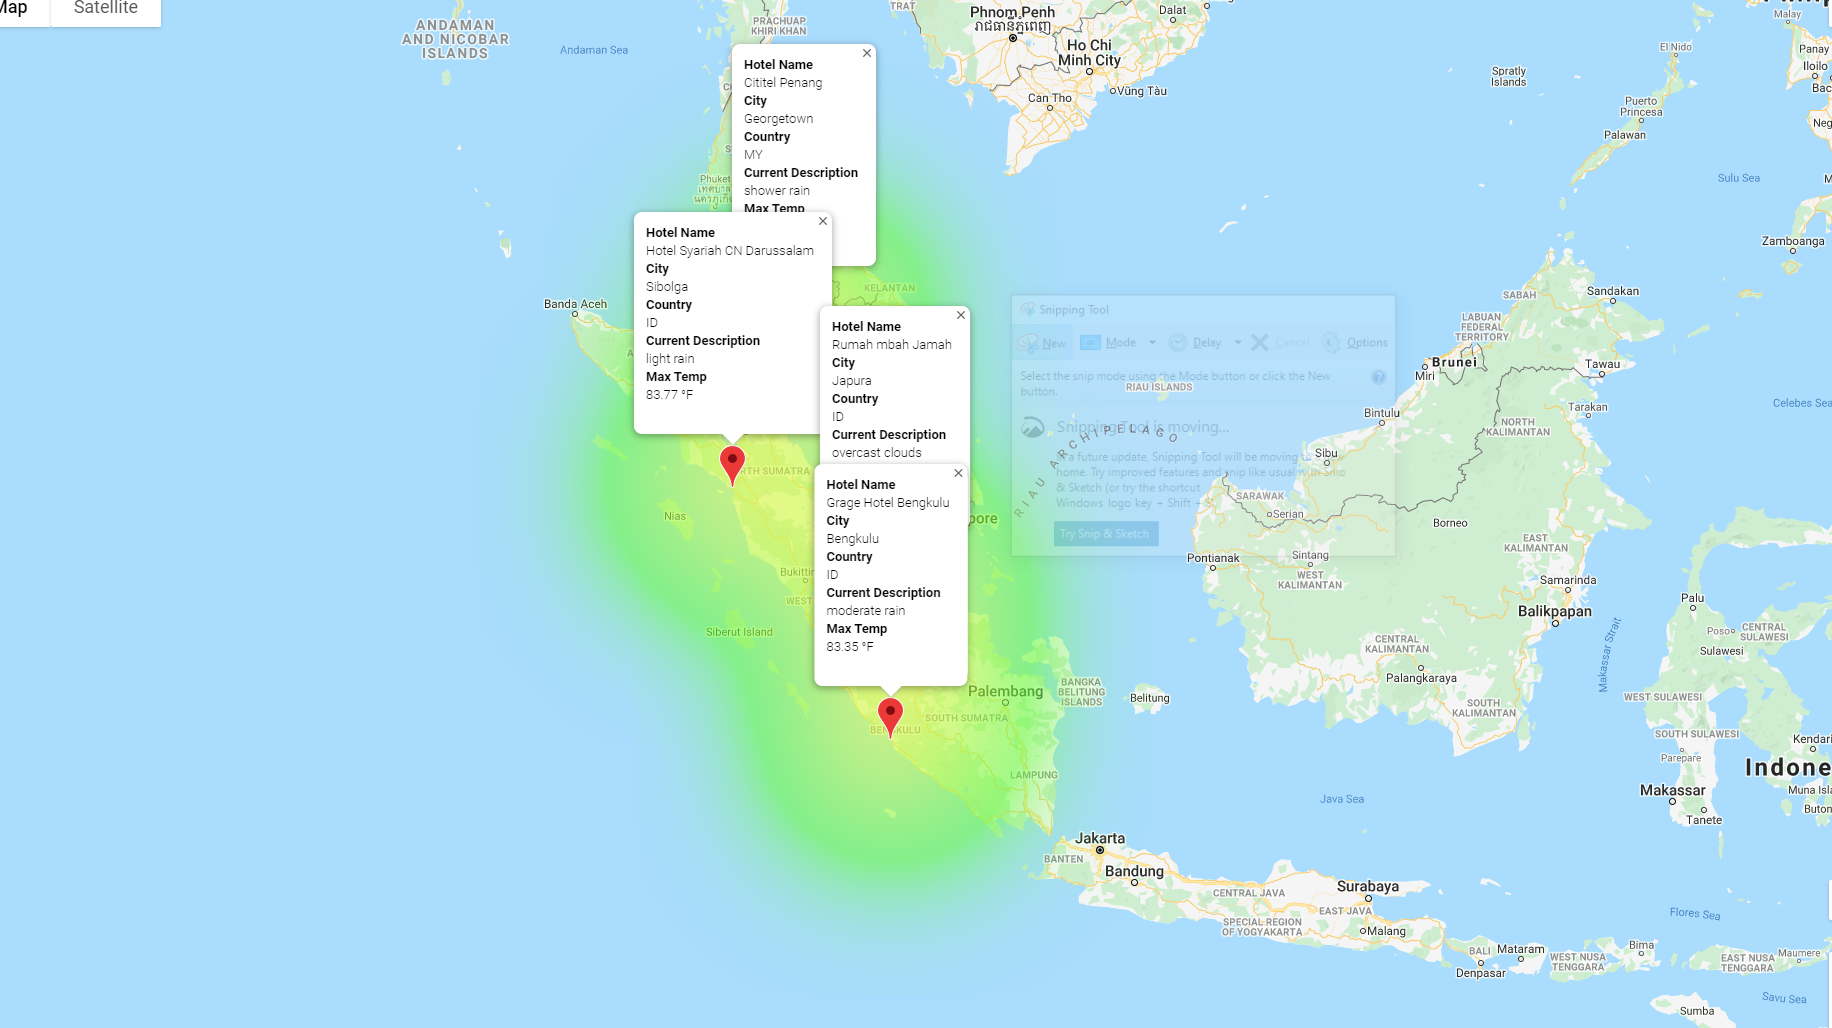 Map
Satellite
ANDAMAN
AND NICOBAR
ISLANDS
Andaman Sea
TRAT
PRACHUAP
KHIRI KHAN
Phnom Penh
រាជធានីភ្នំពេញ
Dalat
Ho Chi
Minh City
Can Tho
Vũng Tàu
Spratly
Islands
El Nido
Malay
Panay
Iloilo
Bac
Puerto
Princesa
Palawan
Neg
Sulu Sea
Zamboanga
Phuket
Hotel Name
Cititel Penang
City
Georgetown
Country
MY
Current Description
shower rain
Max Temp
Hotel Name
Hotel Syariah CN Darussalam
City
Sibolga
Country
ID
Current Description
light rain
Max Temp
83.77 °F
Hotel Name
Rumah mbah Jamah
City
Japura
Country
ID
Current Description
overcast clouds
Hotel Name
Grage Hotel Bengkulu
City
Bengkulu
Country
ID
Current Description
moderate rain
Max Temp
83.35 °F
KELANTAN
Banda Aceh
Snipping Tool
New
Mode
Delay
Cancel
Options
Select the snip mode using the Mode button or click the New
button.
RIAU ISLANDS
RIAU ARCHIPELAGO
Snipping Tool is moving...
In a future update, Snipping Tool will be moving to
home. Try improved features and snip like usual with Snip
& Sketch (or try the shortcut
Windows logo key + Shift + S
Try Snip & Sketch
SABAH
Sandakan
LABUAN
FEDERAL
TERRITORY
Brunei
Miri
Tawau
Tarakan
Celebes Sea
Bintulu
NORTH
KALIMANTAN
Sibu
SARAWAK
Serian
Borneo
EAST
KALIMANTAN
Pontianak
Sintang
WEST
KALIMANTAN
Samarinda
Balikpapan
Palu
Poso
CENTRAL
SULAWESI
Sulawesi
CENTRAL
KALIMANTAN
Palangkaraya
Makassar Strait
WEST SULAWESI
SOUTH
KALIMANTAN
SOUTH SULAWESI
Parepare
Kendari
Indone
Makassar
Muna Isl
Buton
Tanete
NORTH SUMATRA
Nias
pore
Bukittin
WEST
Siberut Island
Palembang
BANGKA
BELITUNG
ISLANDS
Belitung
SOUTH SUMATRA
BENGKULU
LAMPUNG
Java Sea
Jakarta
BANTEN
Bandung
CENTRAL JAVA
Surabaya
EAST JAVA
SPECIAL REGION
OF YOGYAKARTA
Malang
BALI
Mataram
Denpasar
WEST NUSA
TENGGARA
Bima
Flores Sea
EAST NUSA
TENGGARA
Maumere
Savu Sea
Sumba